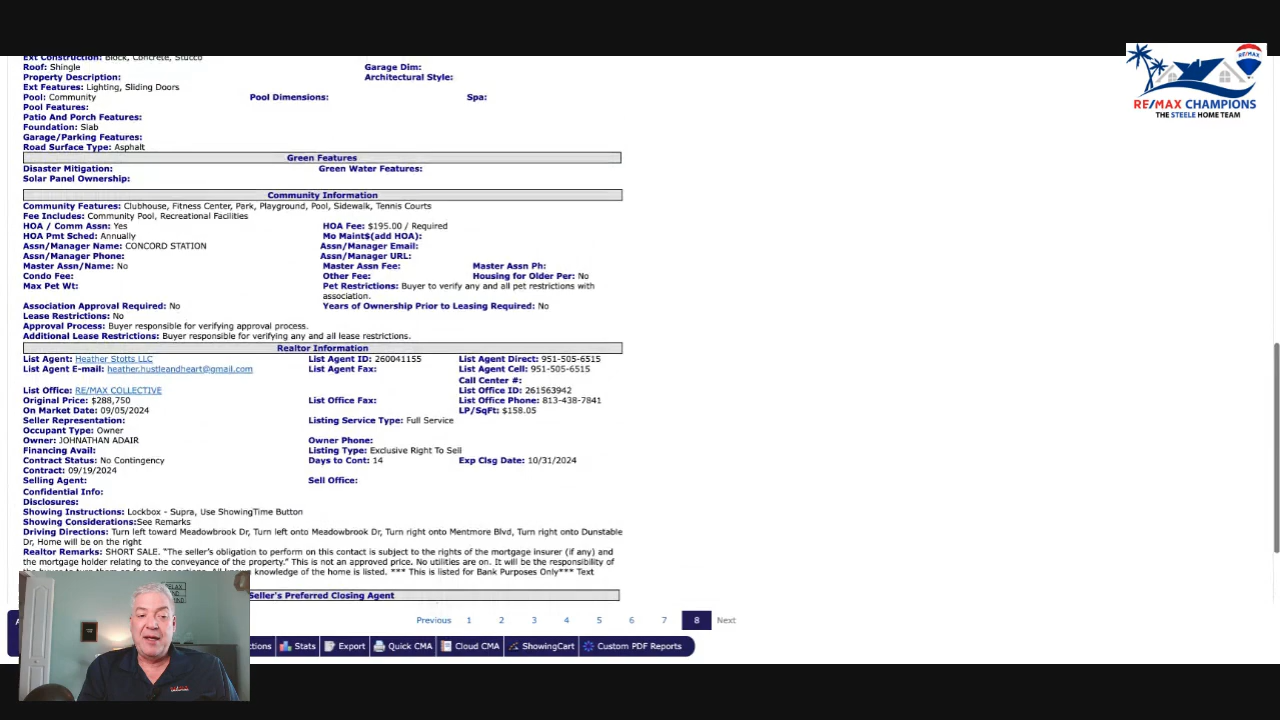 Ext Construction: Block, Concrete, Stucco
Roof: Shingle Garage Dim:
Property Description: Architectural Style:
Ext Features: Lighting, Sliding Doors
Pool: Community Pool Dimensions: Spa:
Pool Features:
Patio And Porch Features:
Foundation: Slab
Garage/Parking Features:
Road Surface Type: Asphalt
Green Features
Disaster Mitigation: Green Water Features:
Solar Panel Ownership:
Community Information
Community Features: Clubhouse, Fitness Center, Park, Playground, Pool, Sidewalk, Tennis Courts
Fee Includes: Community Pool, Recreational Facilities
HOA / Comm Assn: Yes HOA Fee: $195.00 / Required
HOA Pmt Sched: Annually Mo Maint$(add HOA):
Assn/Manager Name: CONCORD STATION Assn/Manager Email:
Assn/Manager Phone: Assn/Manager URL:
Master Assn/Name: No Master Assn Fee: Master Assn Ph:
Condo Fee: Other Fee: Housing for Older Per: No
Max Pet Wt: Pet Restrictions: Buyer to verify any and all pet restrictions with
association.
Association Approval Required: No Years of Ownership Prior to Leasing Required: No
Lease Restrictions: No
Approval Process: Buyer responsible for verifying approval process.
Additional Lease Restrictions: Buyer responsible for verifying any and all lease restrictions.
Realtor Information
List Agent: Heather Stotts LLC List Agent ID: 260041155 List Agent Direct: 951-505-6515
List Agent E-mail: heather.hustleandheart@gmail.com List Agent Fax: List Agent Cell: 951-505-6515
Call Center #:
List Office: RE/MAX COLLECTIVE List Office ID: 261563942
Original Price: $288,750 List Office Fax: List Office Phone: 813-438-7841
On Market Date: 09/05/2024 LP/SqFt: $158.05
Seller Representation: Listing Service Type: Full Service
Occupant Type: Owner
Owner: JOHNATHAN ADAIR Owner Phone:
Financing Avail: Listing Type: Exclusive Right To Sell
Contract Status: No Contingency Days to Cont: 14 Exp Clsg Date: 10/31/2024
Contract: 09/19/2024
Selling Agent: Sell Office:
Confidential Info:
Disclosures:
Showing Instructions: Lockbox - Supra, Use ShowingTime Button
Showing Considerations:See Remarks
Driving Directions: Turn left toward Meadowbrook Dr, Turn left onto Meadowbrook Dr, Turn right onto Mentmore Blvd, Turn right onto Dunstable
Dr, Home will be on the right
Realtor Remarks: SHORT SALE. "The seller's obligation to perform on this contact is subject to the rights of the mortgage insurer (if any) and
the mortgage holder relating to the conveyance of the property." This is not an approved price. No utilities are on. It will be the responsibility of
knowledge of the home is listed. *** This is listed for Bank Purposes Only*** Text
Seller's Preferred Closing Agent
Previous 1 2 3 4 5 6 7 8 Next
Stats Export Quick CMA Cloud CMA ShowingCart Custom PDF Reports
RE/MAX
RE/MAX CHAMPIONS
THE STEELE HOME TEAM